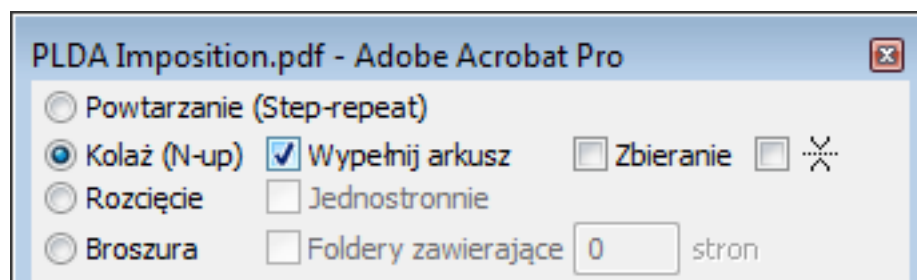 PLDA Imposition.pdf - Adobe Acrobat Pro
Powtarzanie (Step-repeat)
Kolaż (N-up) Wypełnij arkusz Zbieranie
Rozcięcie Jednostronnie
Broszura Foldery zawierające 0 stron